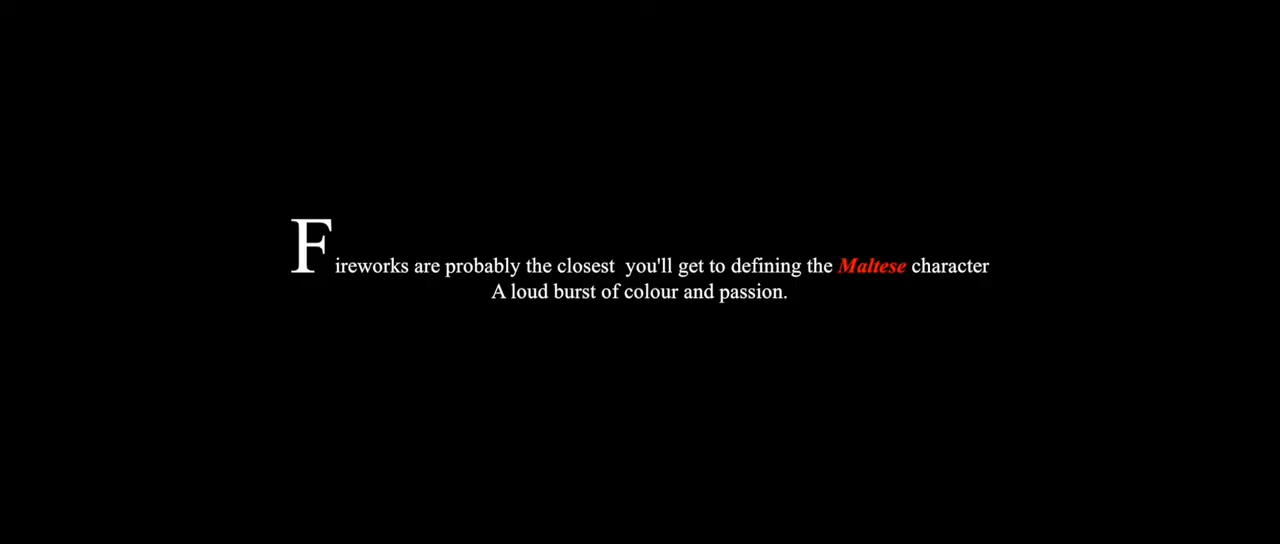 Fireworks are probably the closest  you'll get to defining the Maltese character
A loud burst of colour and passion.